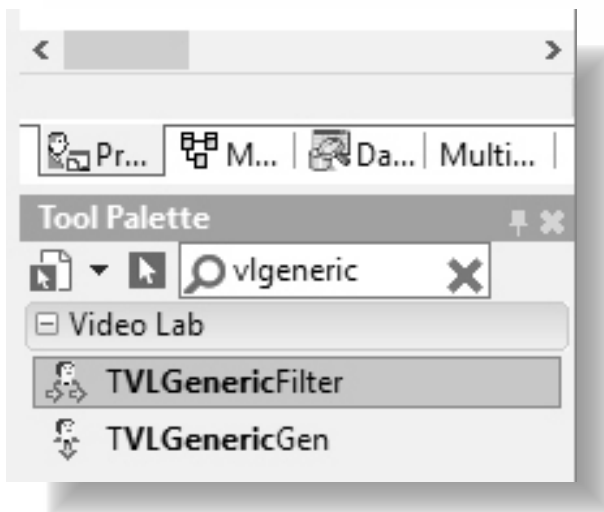 Pr... M... Da... Multi...
Tool Palette
vlgeneric
Video Lab
TVLGenericFilter
TVLGenericGen